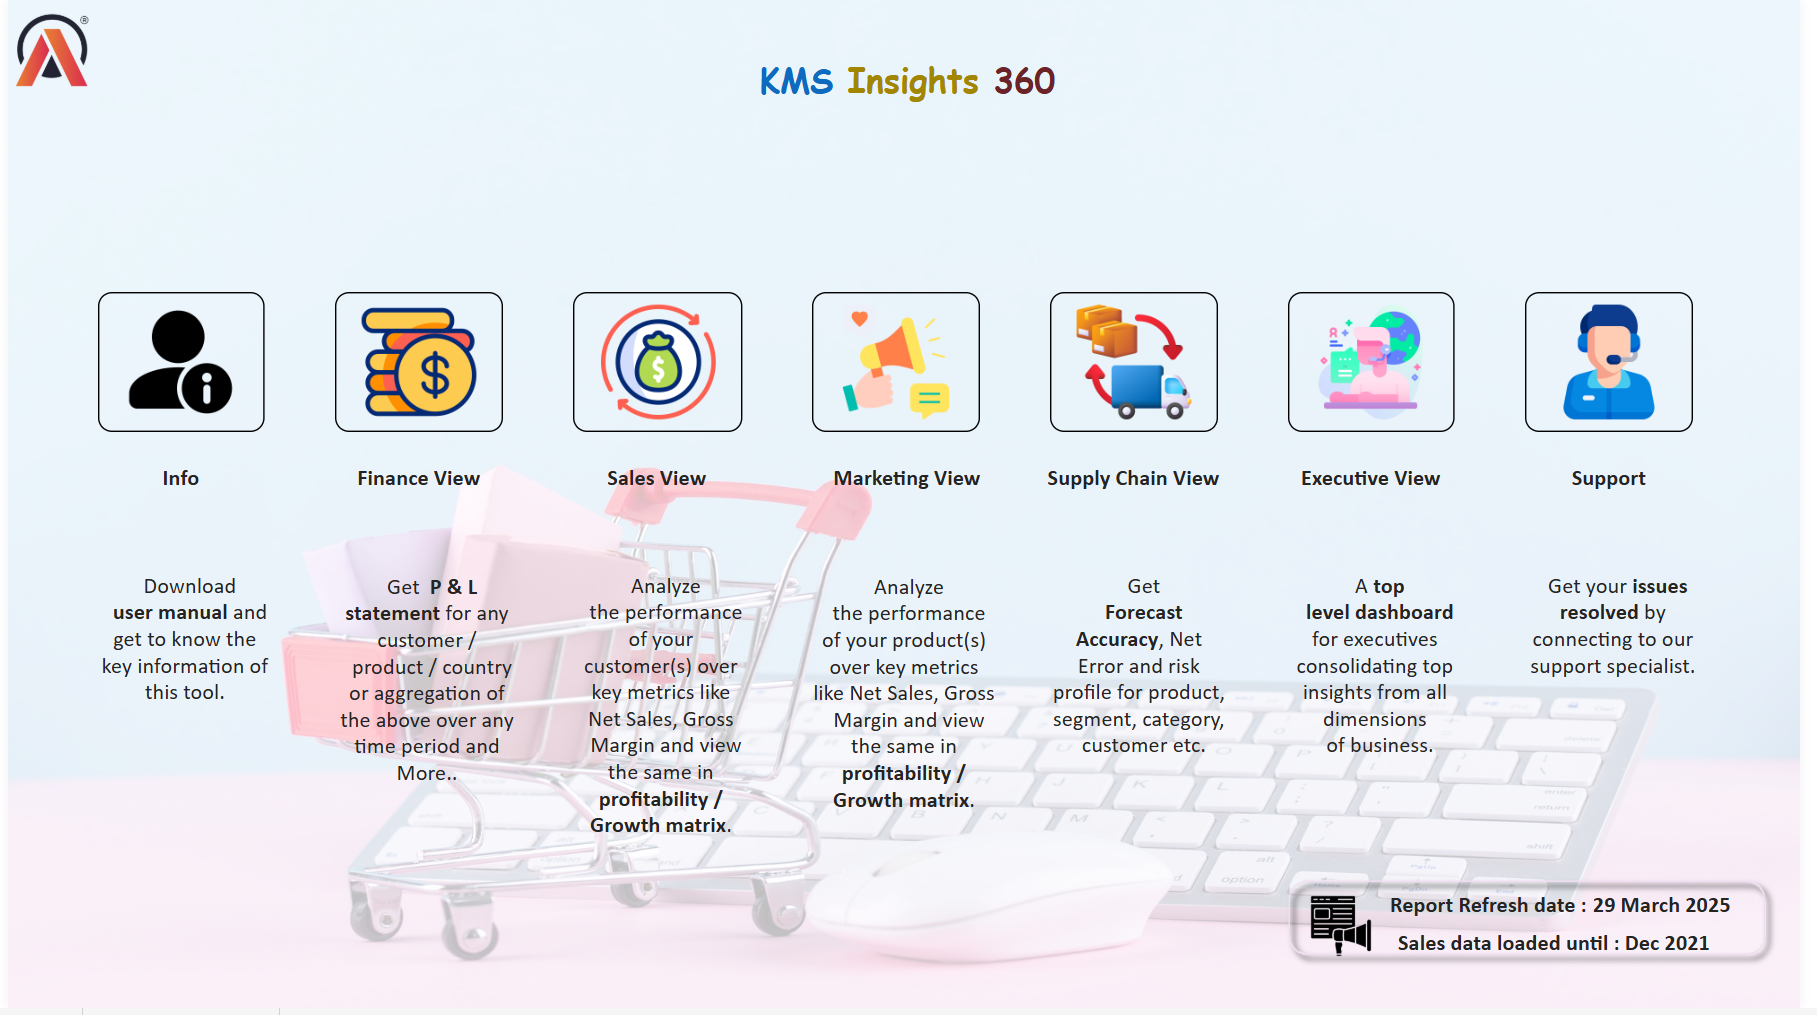 ®
KMS Insights 360
Info
Finance View
Sales View
Marketing View
Supply Chain View
Executive View
Support
Download
user manual and
get to know the
key information of
this tool.
Get P & L
statement for any
customer /
product / country
or aggregation of
the above over any
time period and
More..
Analyze
the performance
of your
customer(s) over
key metrics like
Net Sales, Gross
Margin and view
the same in
profitability /
Growth matrix.
Analyze
the performance
of your product(s)
over key metrics
like Net Sales, Gross
Margin and view
the same in
profitability /
Growth matrix.
Get
Forecast
Accuracy, Net
Error and risk
profile for product,
segment, category,
customer etc.
A top
level dashboard
for executives
consolidating top
insights from all
dimensions
of business.
Get your issues
resolved by
connecting to our
support specialist.
Report Refresh date : 29 March 2025
Sales data loaded until : Dec 2021